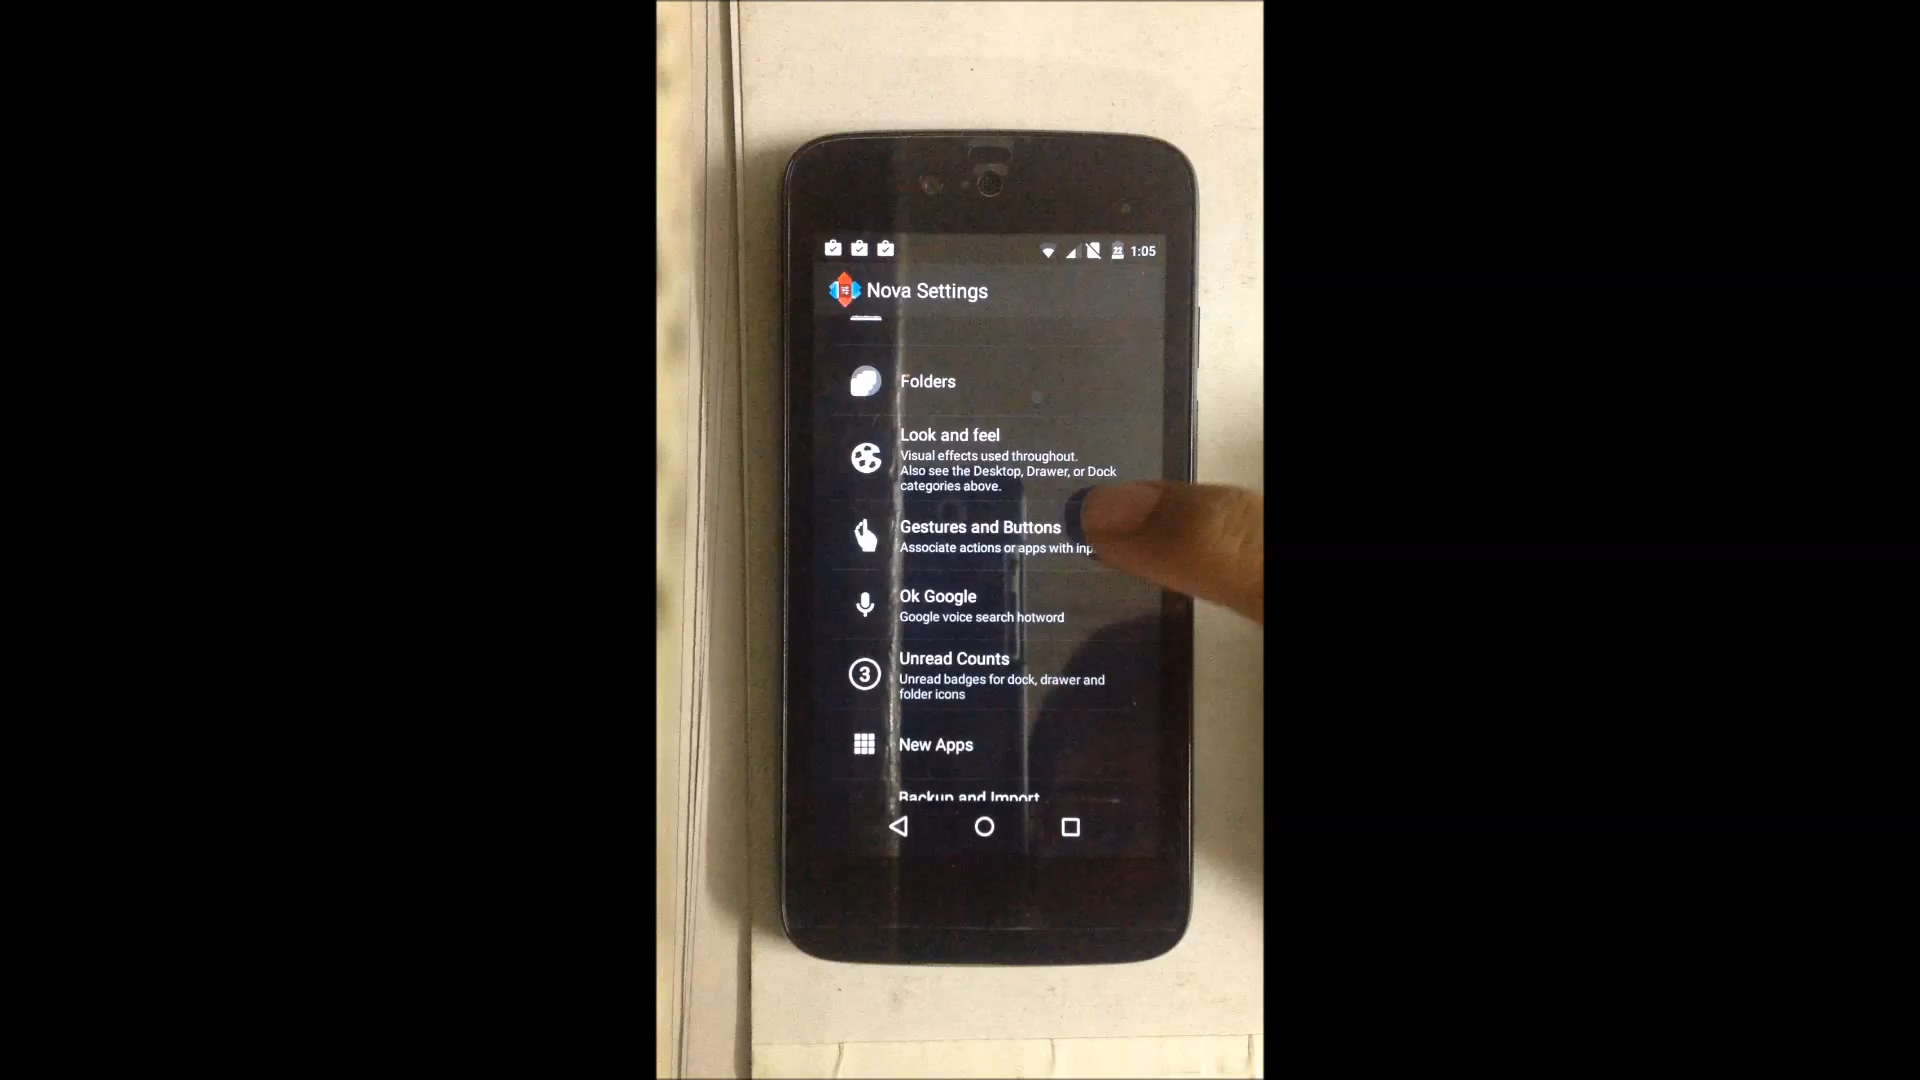 22 1:05
Nova Settings
Folders
Look and feel
Visual effects used throughout.
Also see the Desktop, Drawer, or Dock
categories above.
Gestures and Buttons
Associate actions or apps with inp
Ok Google
Google voice search hotword
Unread Counts
3
Unread badges for dock, drawer and
folder icons
New Apps
Backup and Import